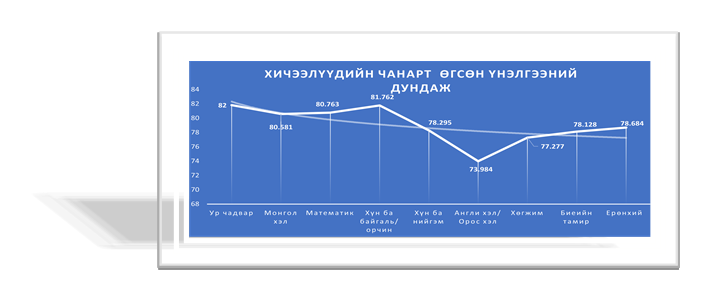 ХИЧЭЭЛҮҮДИЙН ЧАНАРТ ӨГСӨН ҮНЭЛГЭЭНИЙ
ДУНДАЖ
84
82
80
78
76
74
72
70
68
82
80.581
80.763
81.762
78.295
73.984
77.277
78.128
78.684
Ур чадвар
Монгол
хэл
Математик
Хүн ба
байгаль/
орчин
Хүн ба
нийгэм
Англи хэл/
Орос хэл
Хөгжим
Биеийн
тамир
Ерөнхий